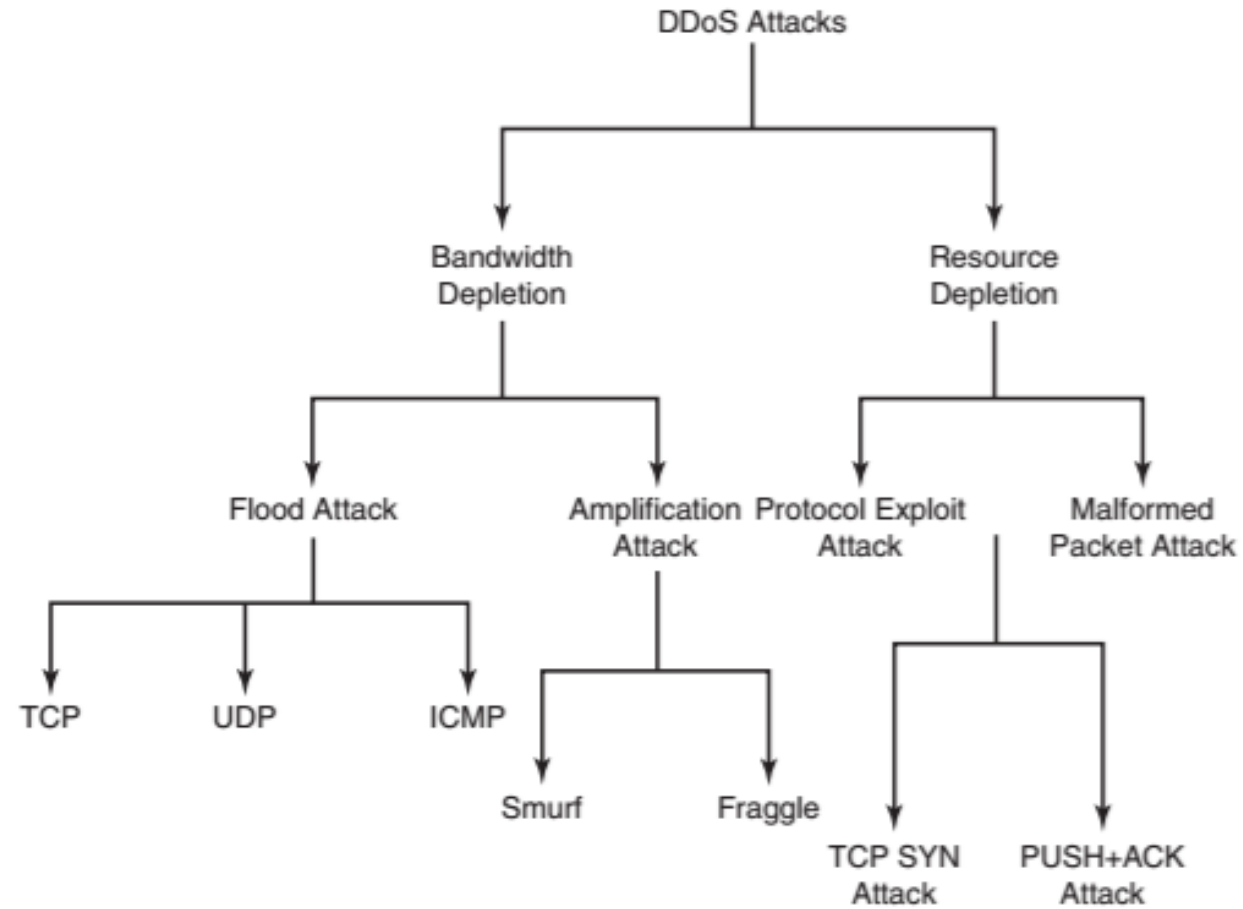 DDoS Attacks
Bandwidth
Depletion
Resource
Depletion
Flood Attack
Amplification
Attack
Protocol Exploit
Attack
Malformed
Packet Attack
TCP
UDP
ICMP
Smurf
Fraggle
TCP SYN
Attack
PUSH+ACK
Attack